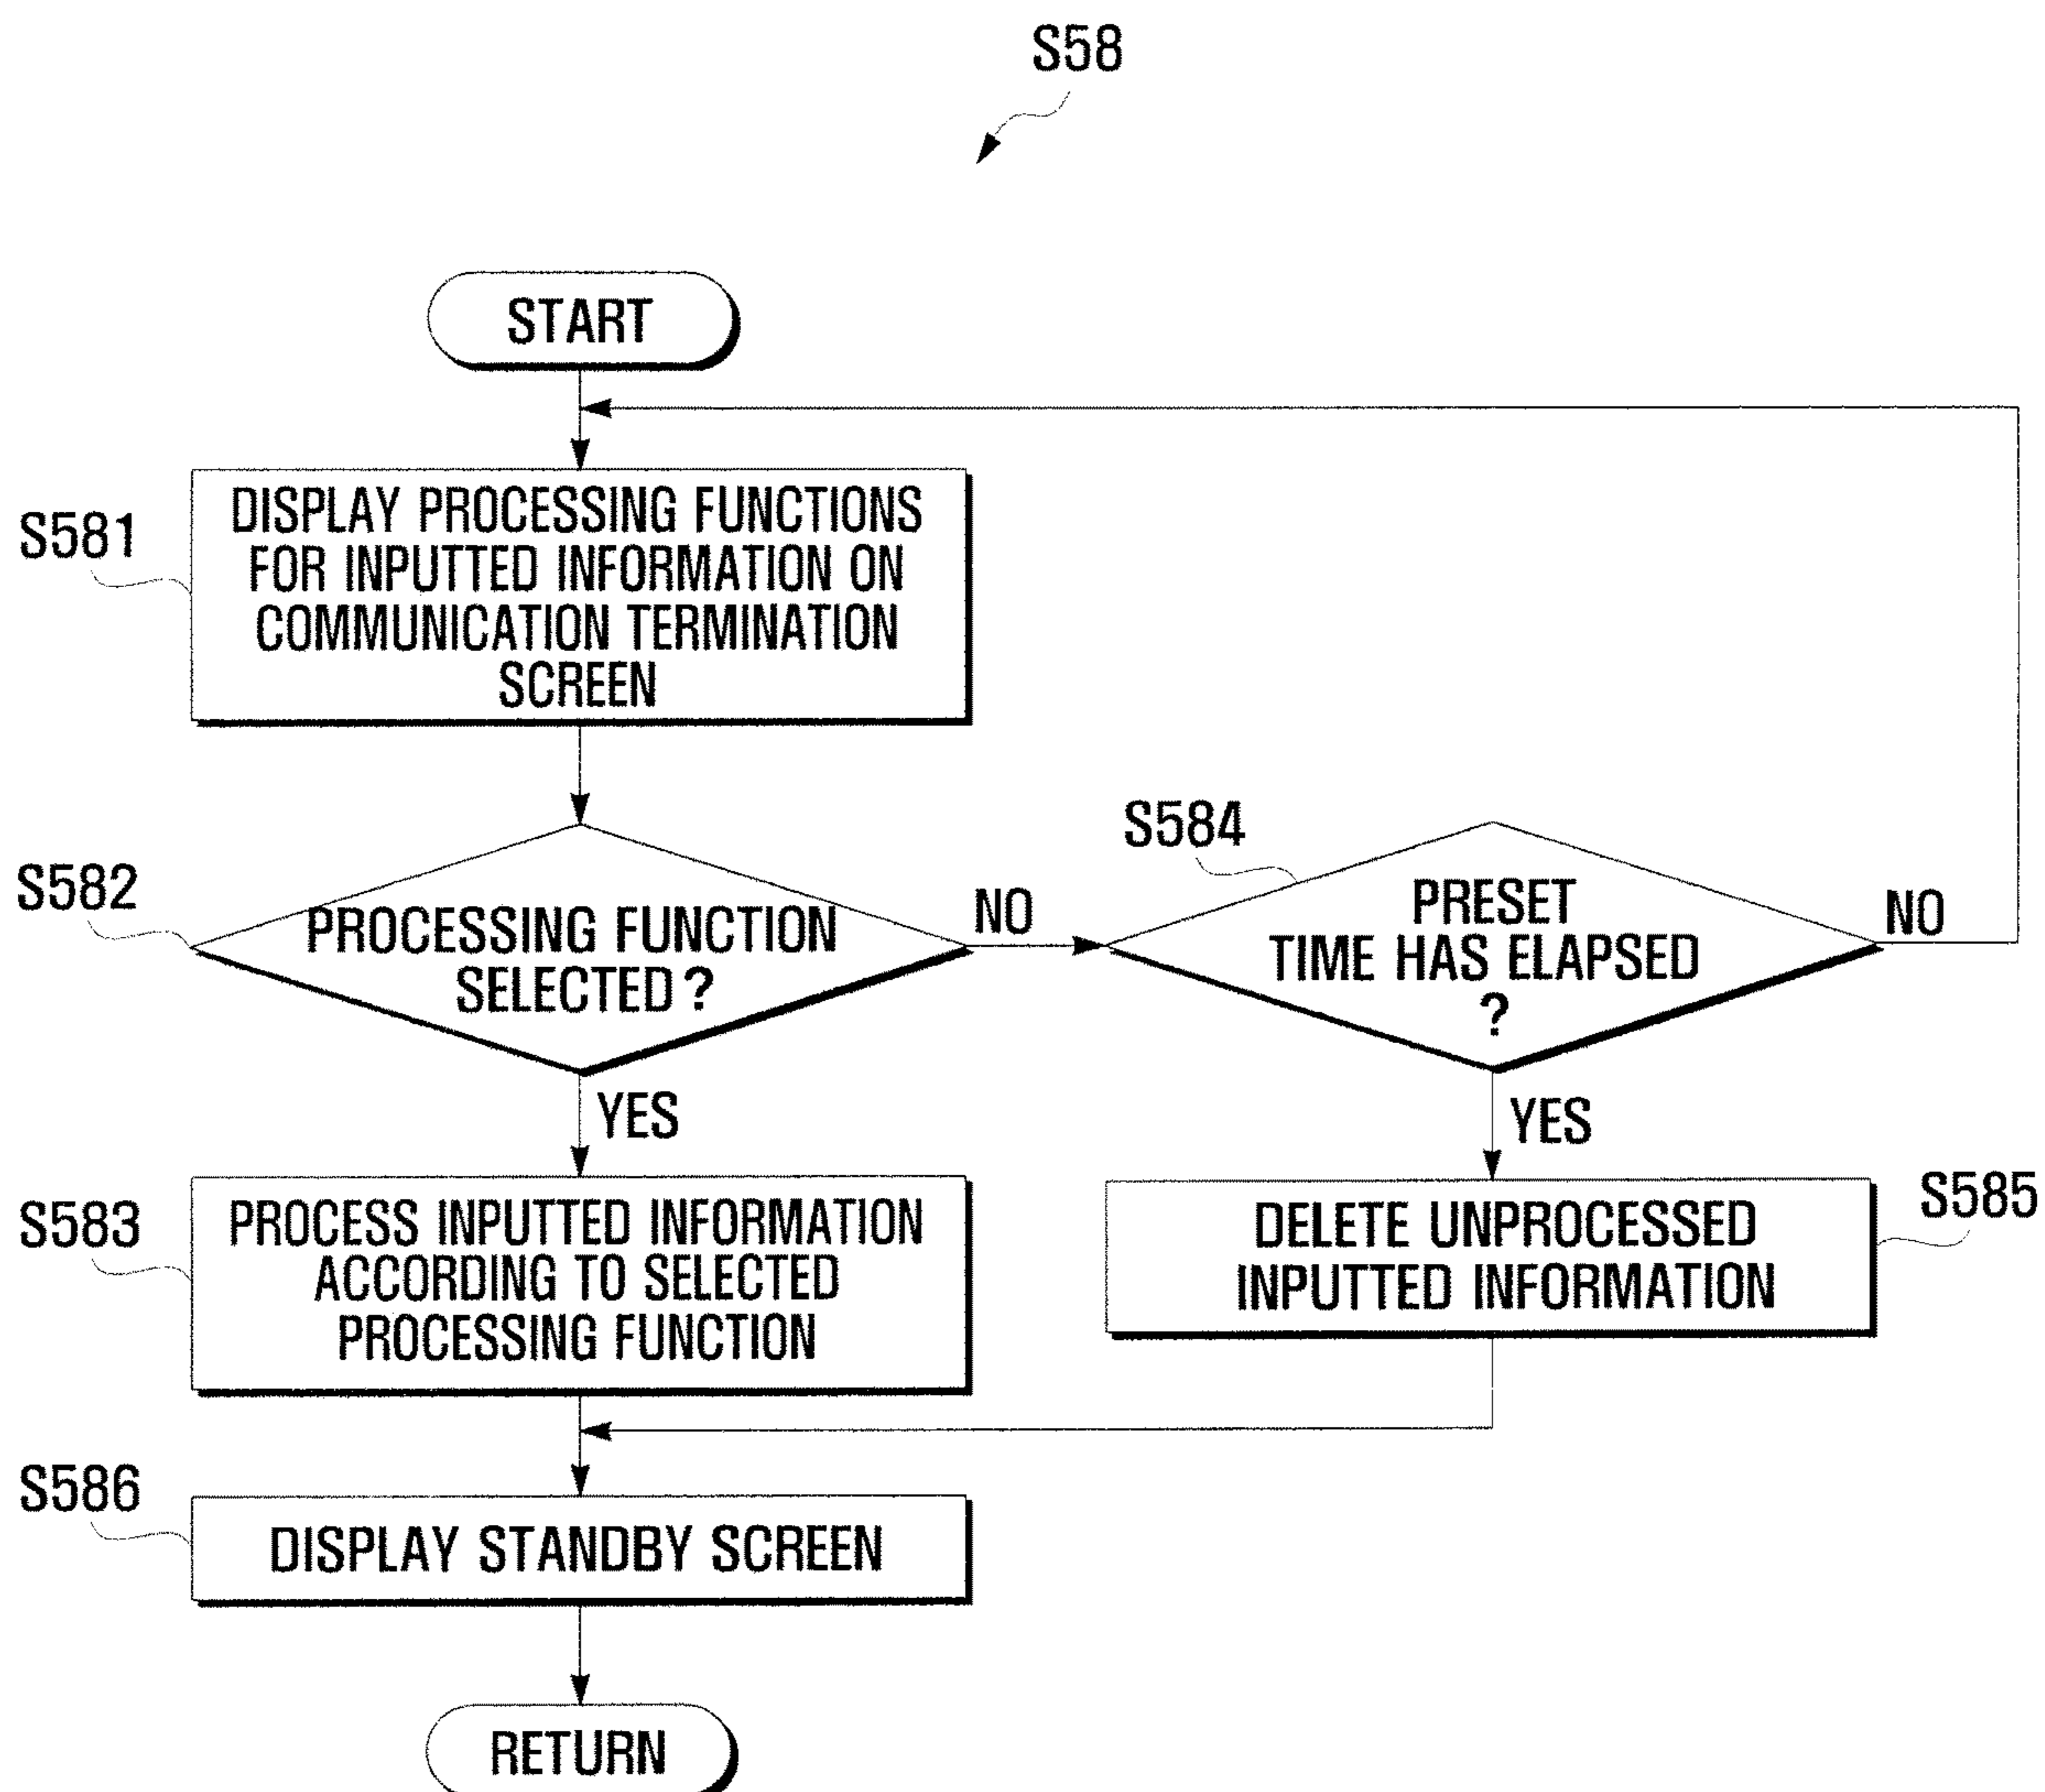 S58
START
S581
DISPLAY PROCESSING FUNCTIONS
FOR INPUTTED INFORMATION ON
COMMUNICATION TERMINATION
SCREEN
S582
PROCESSING FUNCTION
SELECTED ?
NO
S584
PRESET
TIME HAS ELAPSED
?
NO
YES
YES
S583
PROCESS INPUTTED INFORMATION
ACCORDING TO SELECTED
PROCESSING FUNCTION
DELETE UNPROCESSED
INPUTTED INFORMATION
S585
S586
DISPLAY STANDBY SCREEN
RETURN